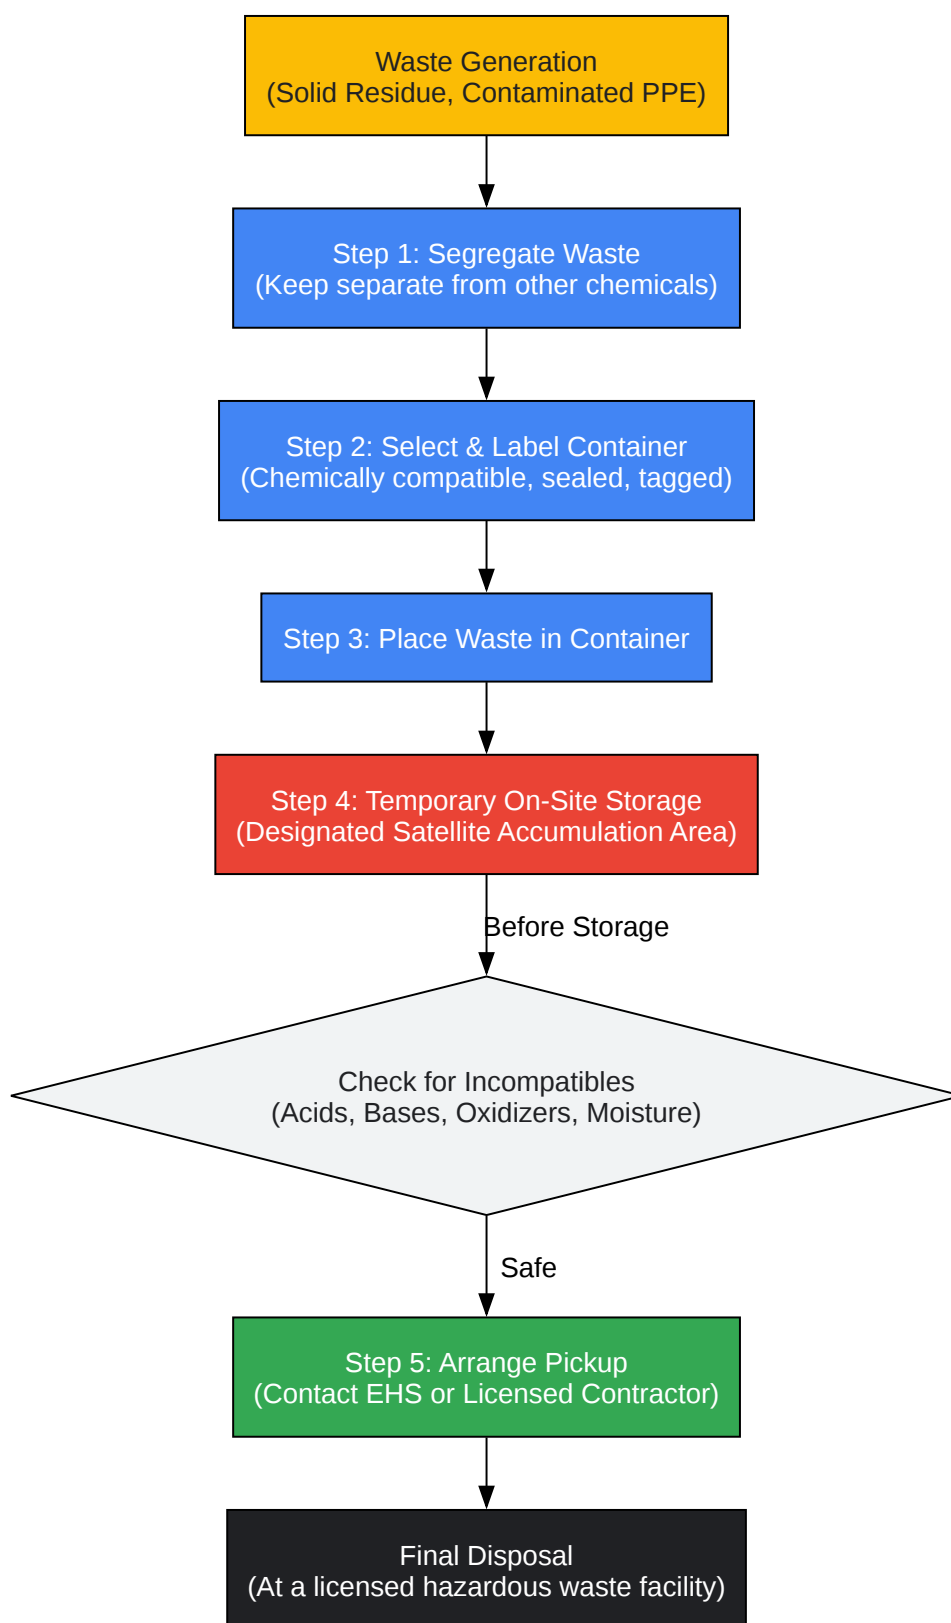 Waste Generation
(Solid Residue, Contaminated PPE)
Step 1: Segregate Waste
(Keep separate from other chemicals)
Step 2: Select & Label Container
(Chemically compatible, sealed, tagged)
Step 3: Place Waste in Container
Step 4: Temporary On-Site Storage
(Designated Satellite Accumulation Area)
Before Storage
Check for Incompatibles
(Acids, Bases, Oxidizers, Moisture)
Safe
Step 5: Arrange Pickup
(Contact EHS or Licensed Contractor)
Final Disposal
(At a licensed hazardous waste facility)